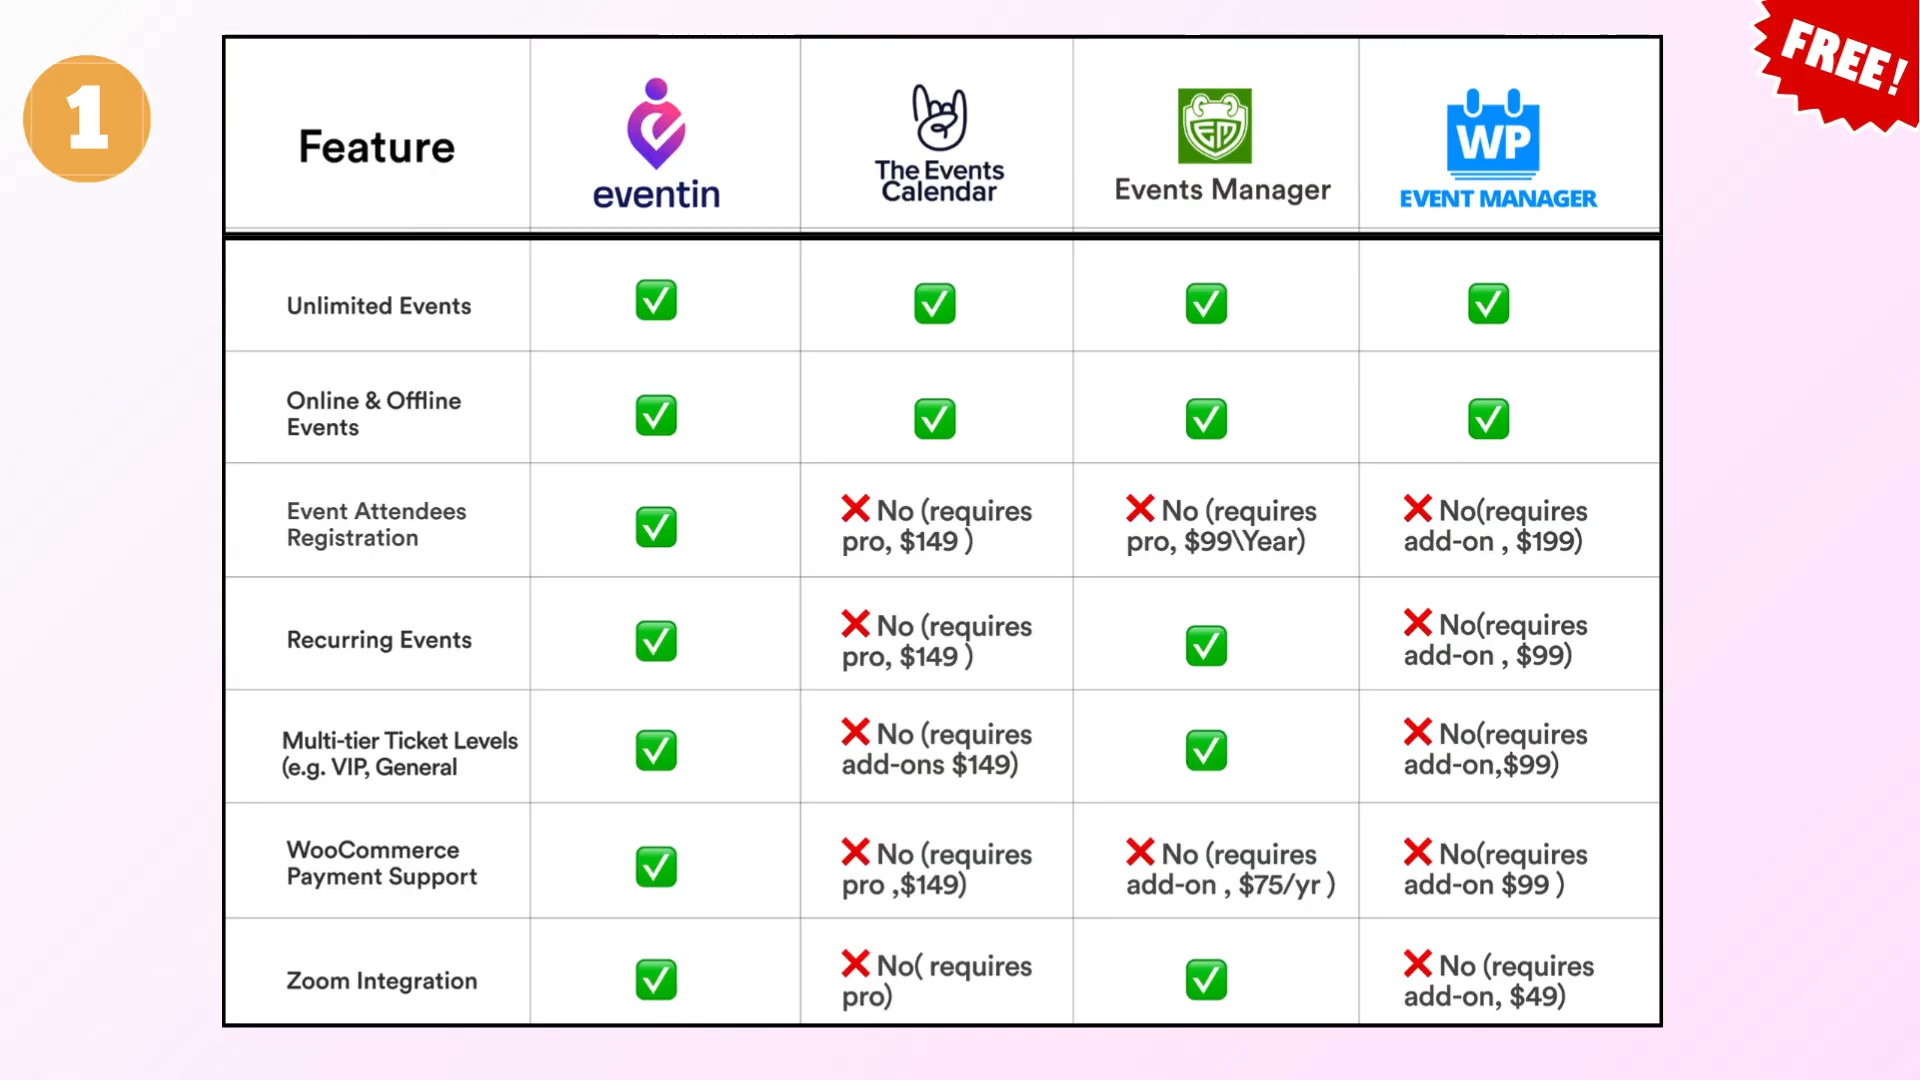 1
FREE!
Feature
eventin
The Events
Calendar
Events Manager
WP
EVENT MANAGER
Unlimited Events
Online & Offline
Events
Event Attendees
Registration
❌ No (requires
pro, $149 )
❌ No (requires
pro, $99\Year)
❌ No(requires
add-on , $199)
Recurring Events
❌ No (requires
pro, $149 )
❌ No(requires
add-on , $99)
Multi-tier Ticket Levels
(e.g. VIP, General
❌ No (requires
add-ons $149)
❌ No(requires
add-on,$99)
WooCommerce
Payment Support
❌ No (requires
pro ,$149)
❌ No (requires
add-on , $75/yr )
❌ No(requires
add-on $99 )
Zoom Integration
❌ No( requires
pro)
❌ No (requires
add-on, $49)